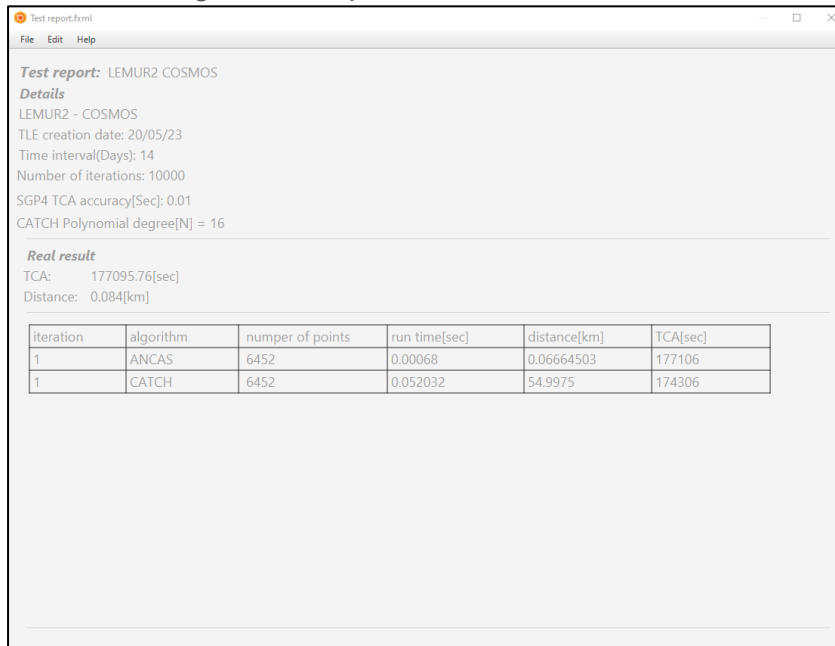 Test report.fxml
File Edit Help
Test report: LEMUR2 COSMOS
Details
LEMUR2 - COSMOS
TLE creation date: 20/05/23
Time interval(Days): 14
Number of iterations: 10000
SGP4 TCA accuracy[Sec]: 0.01
CATCH Polynomial degree[N] = 16
Real result
TCA: 177095.76[sec]
Distance: 0.084[km]
iteration algorithm numper of points run time[sec] distance[km] TCA[sec]
1 ANCAS 6452 0.00068 0.06664503 177106
1 CATCH 6452 0.052032 54.9975 174306